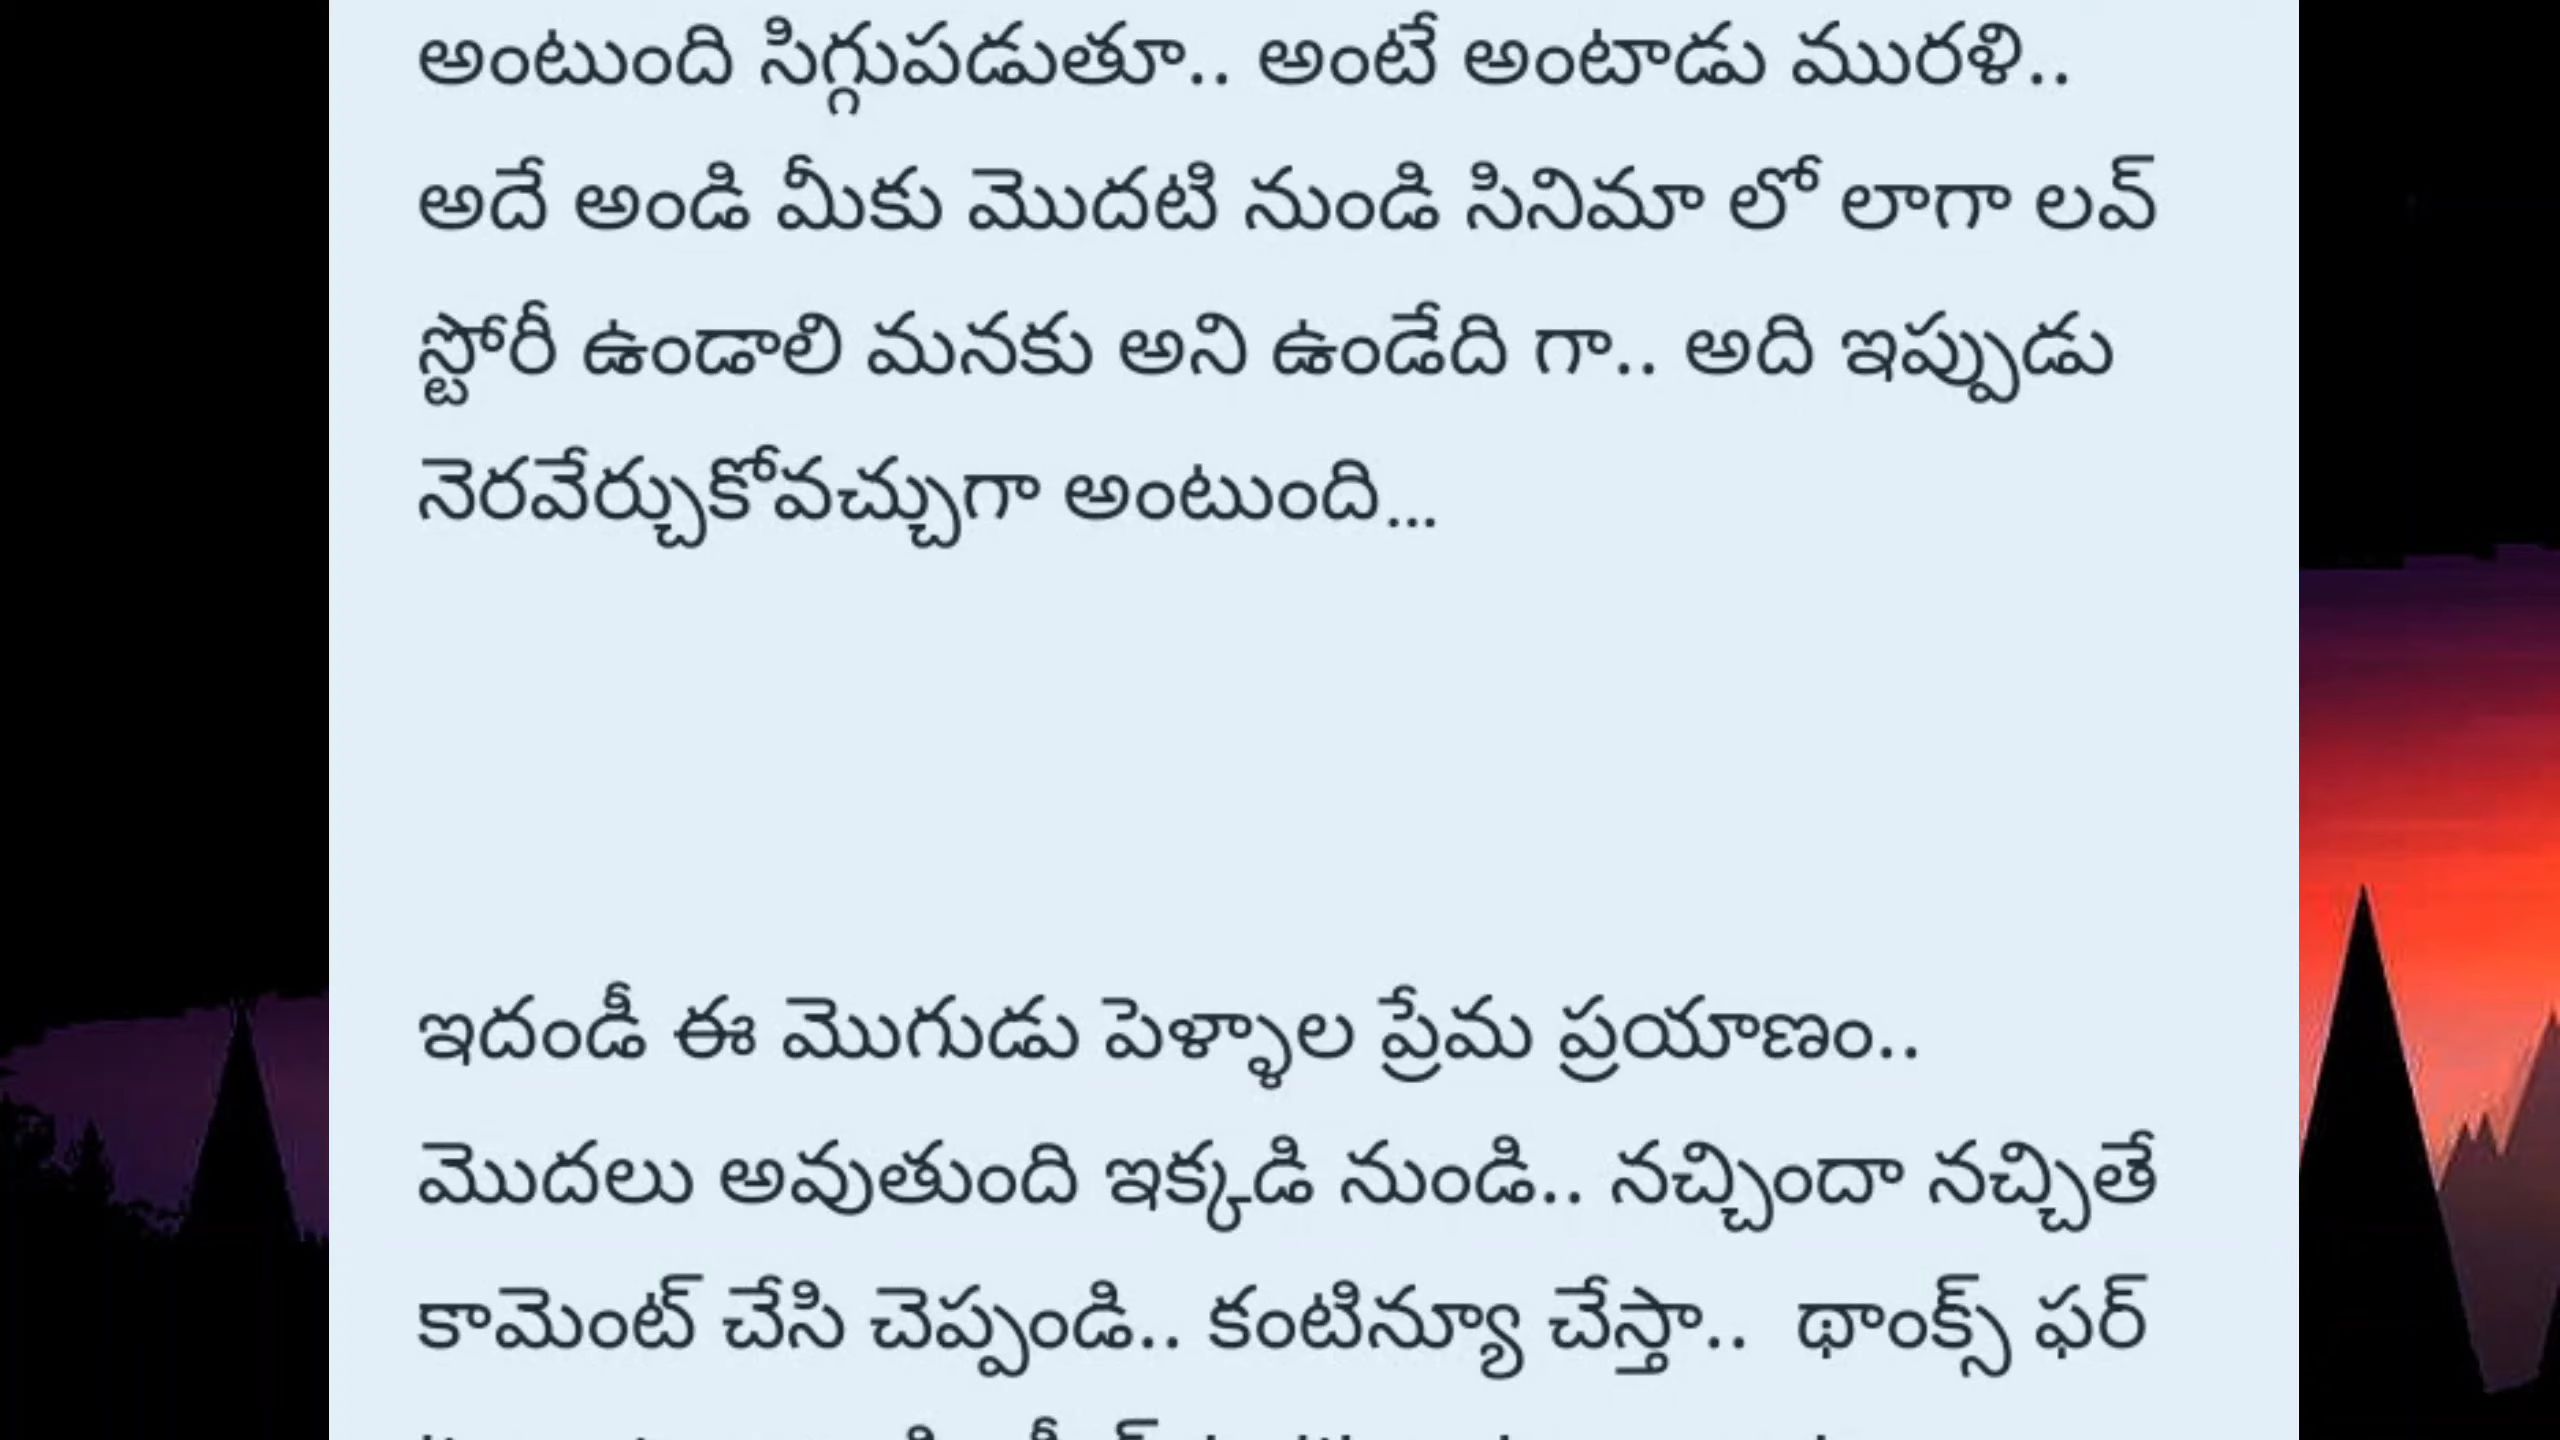 అంటుంది సిగ్గుపడుతూ.. అంటే అంటాడు మురళి..
అదే అండి మీకు మొదటి నుండి సినిమా లో లాగా లవ్
స్టోరీ ఉండాలి మనకు అని ఉండేది గా.. అది ఇప్పుడు
నెరవేర్చుకోవచ్చుగా అంటుంది...
ఇదండీ ఈ మొగుడు పెళ్ళాల ప్రేమ ప్రయాణం..
మొదలు అవుతుంది ఇక్కడి నుండి.. నచ్చిందా నచ్చితే
కామెంట్ చేసి చెప్పండి.. కంటిన్యూ చేస్తా.. థాంక్స్ ఫర్